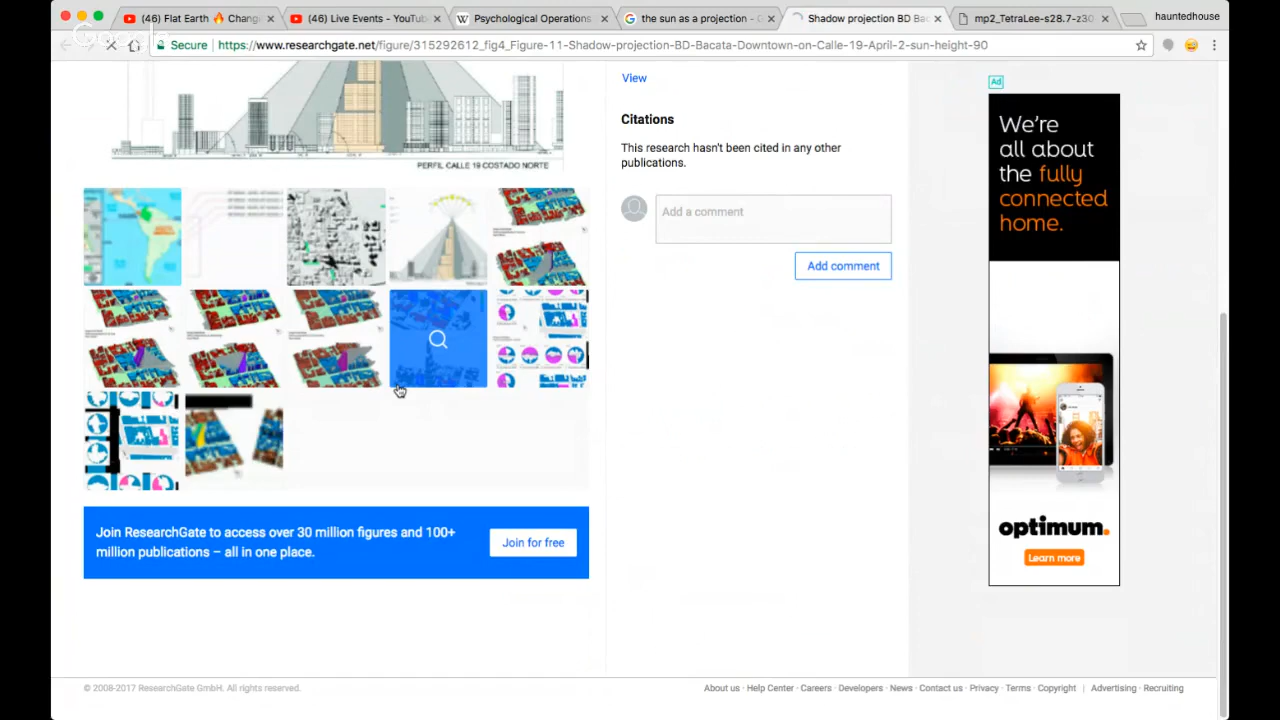 (46) Flat Earth 🔥 Chang
(46) Live Events - YouTub
Psychological Operations
the sun as a projection - G
Shadow projection BD Ba
mp2_TetraLee-s28.7-z30
hauntedhouse
Google
Secure
https://www.researchgate.net/figure/315292612_fig4_Figure-11-Shadow-projection-BD-Bacata-Downtown-on-Calle-19-April-2-sun-height-90
PERFIL CALLE 19 COSTADO NORTE
View
Citations
This research hasn't been cited in any other
publications.
Add a comment
Add comment
Ad
We're
all about
the fully
connected
home.
optimum.
Learn more
Join ResearchGate to access over 30 million figures and 100+
million publications – all in one place.
Join for free
© 2008-2017 ResearchGate GmbH. All rights reserved.
About us · Help Center · Careers · Developers · News · Contact us · Privacy · Terms · Copyright | Advertising · Recruiting